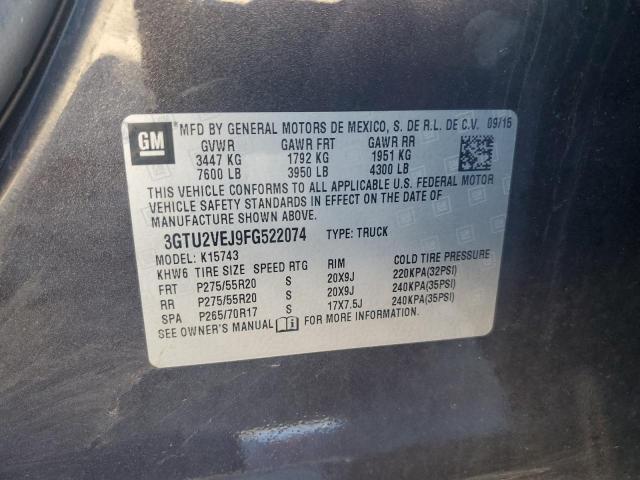 GM
MFD BY GENERAL MOTORS DE MEXICO, S. DE R.L. DE C.V. 09/15
GVWR GAWR FRT GAWR RR
3447 KG 1792 KG 1951 KG
7600 LB 3950 LB 4300 LB
THIS VEHICLE CONFORMS TO ALL APPLICABLE U.S. FEDERAL MOTOR
VEHICLE SAFETY STANDARDS IN EFFECT ON THE DATE OF
MANUFACTURE SHOWN ABOVE.
3GTU2VEJ9FG522074 TYPE: TRUCK
MODEL: K15743
KHW6 TIRE SIZE SPEED RTG RIM COLD TIRE PRESSURE
FRT P275/55R20 S 20X9J 220KPA(32PSI)
RR P275/55R20 S 20X9J 240KPA(35PSI)
SPA P265/70R17 S 17X7.5J 240KPA(35PSI)
SEE OWNER'S MANUAL FOR MORE INFORMATION.